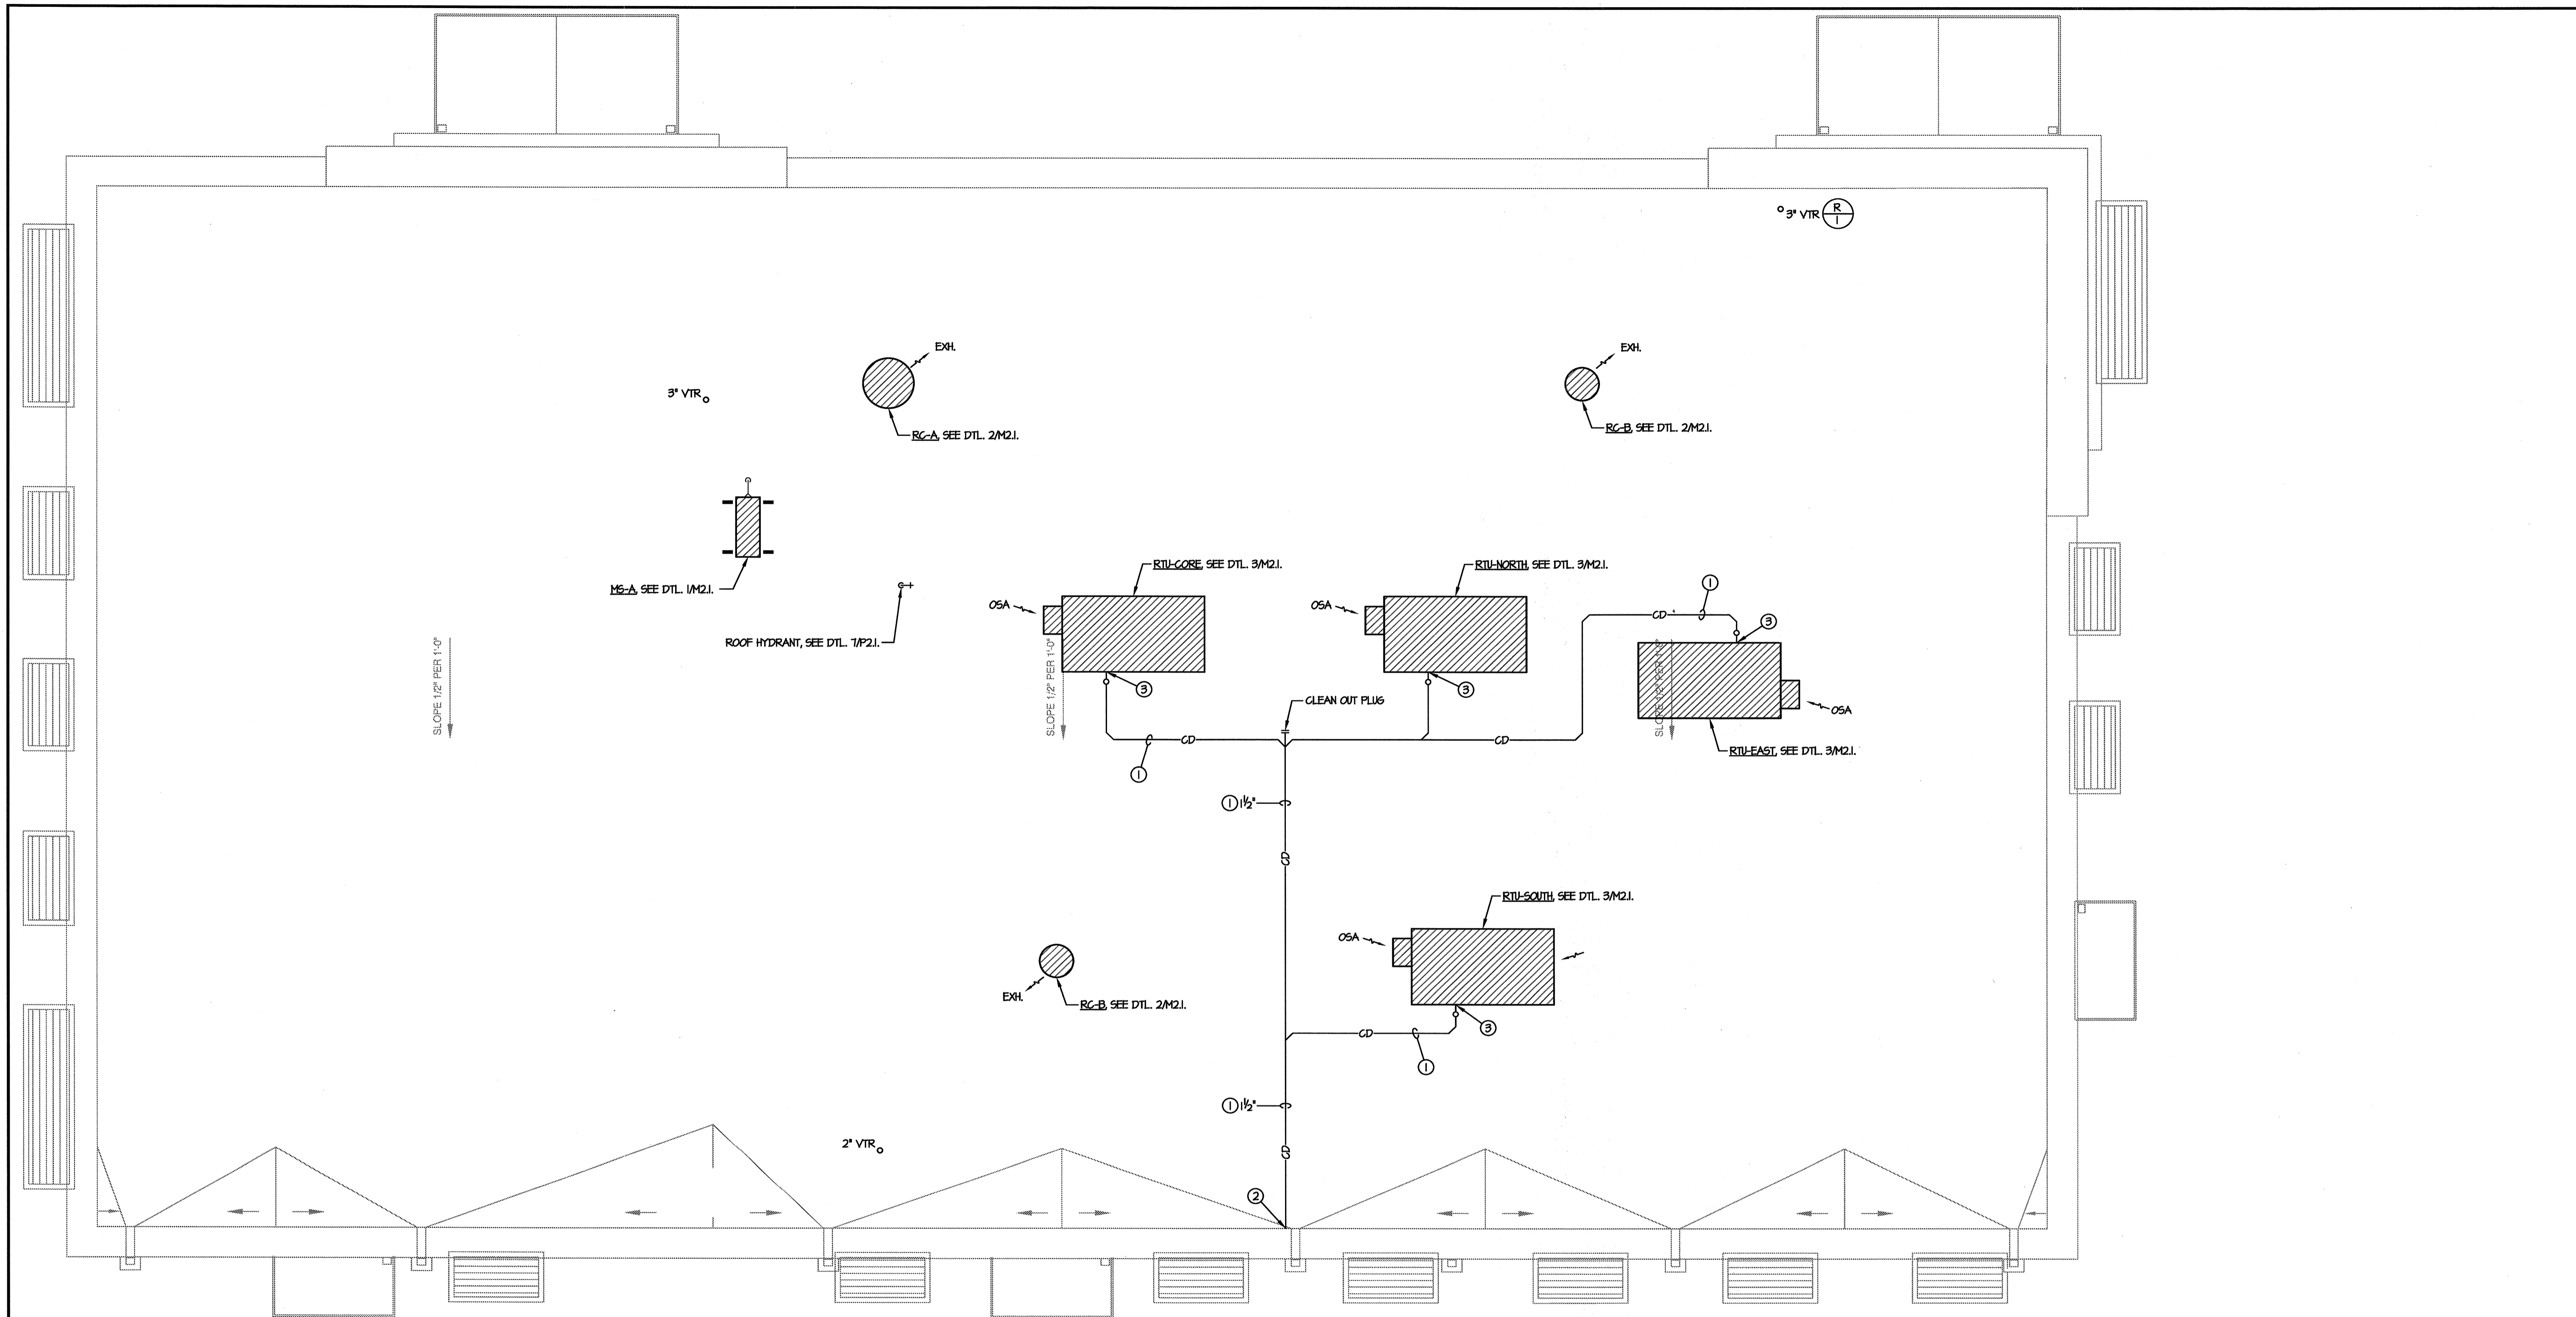 3" VTR
R
1
EXH.
EXH.
3" VTR
RC-A, SEE DTL. 2/M2.1.
RC-B, SEE DTL. 2/M2.1.
MS-A, SEE DTL. 1/M2.1.
ROOF HYDRANT, SEE DTL. 7/P2.1.
RTU-CORE, SEE DTL. 3/M2.1.
OSA
RTU-NORTH, SEE DTL. 3/M2.1.
OSA
1
CD
3
3
3
SLOPE 1/2" PER 1'-0"
SLOPE 1/2" PER 1'-0"
SLOPE 1/2" PER 1'-0"
OSA
RTU-EAST, SEE DTL. 3/M2.1.
CLEAN OUT PLUG
CD
CD
1
1 1½"
CD
RTU-SOUTH, SEE DTL. 3/M2.1.
OSA
EXH.
RC-B, SEE DTL. 2/M2.1.
3
CD
1
1 1½"
2" VTR
CD
2